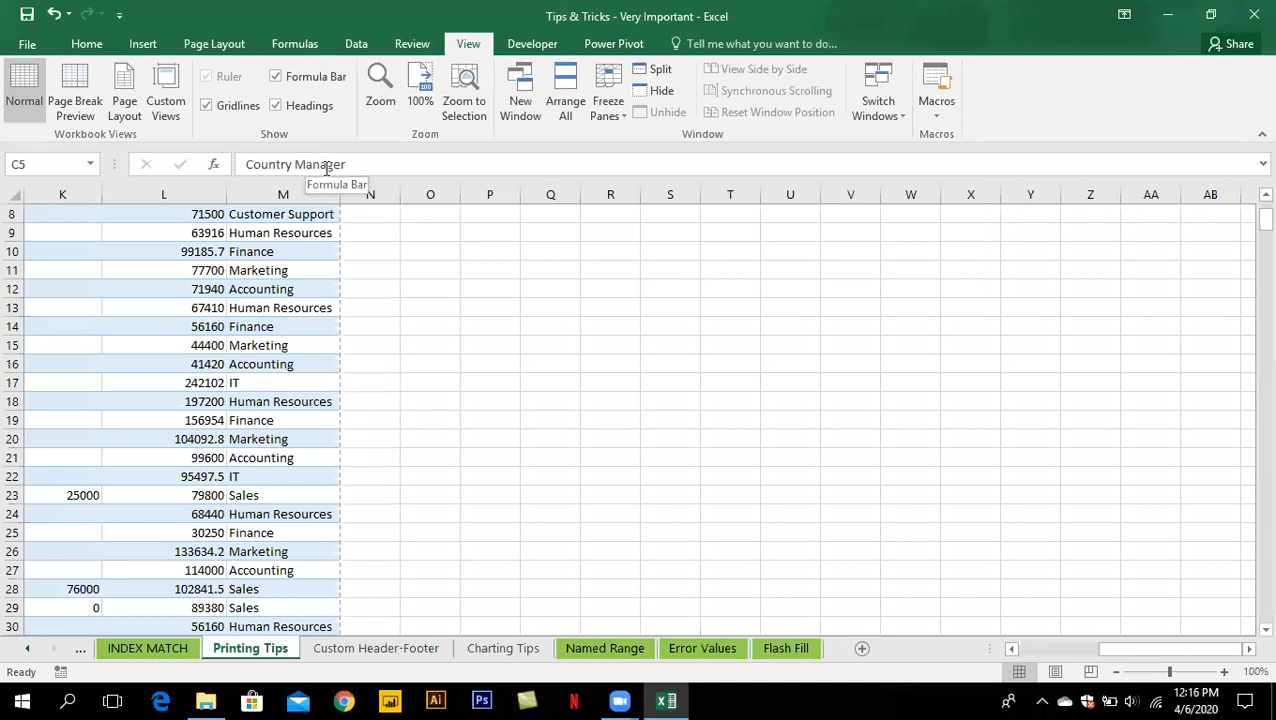 Tips & Tricks - Very Important - Excel
File Home Insert Page Layout Formulas Data Review View Developer Power Pivot Tell me what you want to do... Share
Normal Page Break Preview Page Layout Custom Views
Workbook Views
Ruler Formula Bar
Gridlines Headings
Show
Zoom 100% Zoom to Selection
Zoom
New Window Arrange All Freeze Panes
Split
Hide
Unhide
View Side by Side
Synchronous Scrolling
Reset Window Position
Window
Switch Windows
Macros
Macros
C5 fx Country Manager
Formula Bar
K L M N O P Q R S T U V W X Y Z AA AB
8 71500 Customer Support
9 63916 Human Resources
10 99185.7 Finance
11 77700 Marketing
12 71940 Accounting
13 67410 Human Resources
14 56160 Finance
15 44400 Marketing
16 41420 Accounting
17 242102 IT
18 197200 Human Resources
19 156954 Finance
20 104092.8 Marketing
21 99600 Accounting
22 95497.5 IT
23 25000 79800 Sales
24 68440 Human Resources
25 30250 Finance
26 133634.2 Marketing
27 114000 Accounting
28 76000 102841.5 Sales
29 0 89380 Sales
30 56160 Human Resources
... INDEX MATCH Printing Tips Custom Header-Footer Charting Tips Named Range Error Values Flash Fill
Ready 100%
12:16 PM
4/6/2020